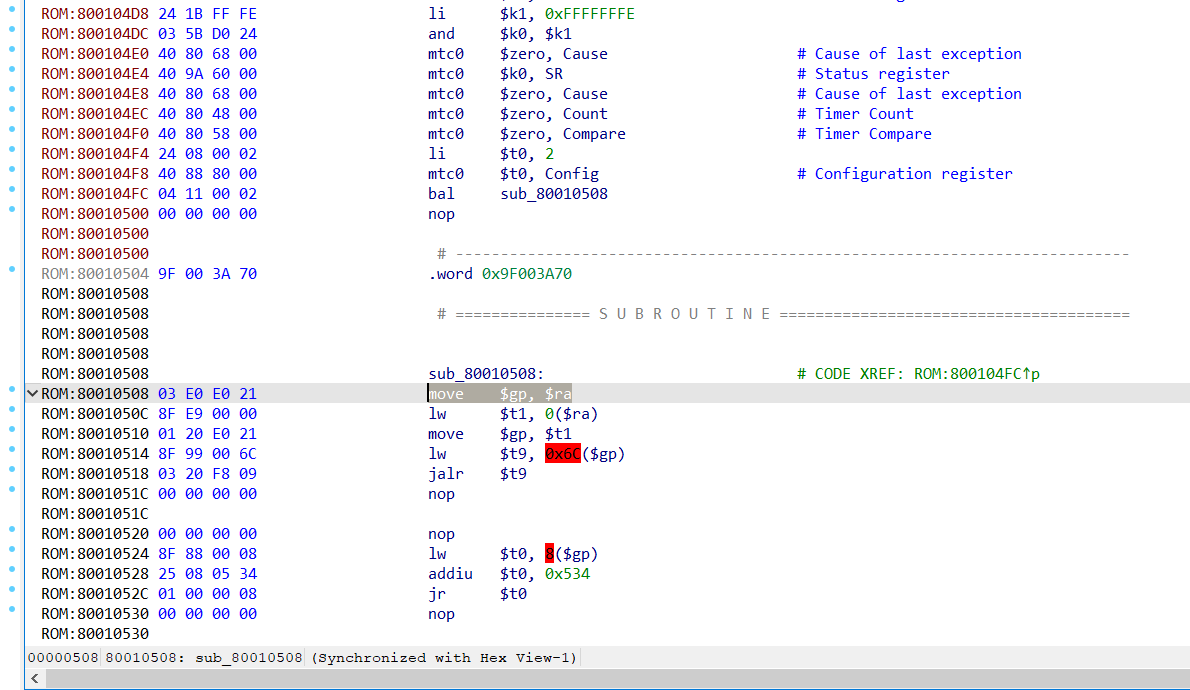 ROM:800104D8 24 1B FF FE li $k1, 0xFFFFFFFE
ROM:800104DC 03 5B D0 24 and $k0, $k1
ROM:800104E0 40 80 68 00 mtc0 $zero, Cause # Cause of last exception
ROM:800104E4 40 9A 60 00 mtc0 $k0, SR # Status register
ROM:800104E8 40 80 68 00 mtc0 $zero, Cause # Cause of last exception
ROM:800104EC 40 80 48 00 mtc0 $zero, Count # Timer Count
ROM:800104F0 40 80 58 00 mtc0 $zero, Compare # Timer Compare
ROM:800104F4 24 08 00 02 li $t0, 2
ROM:800104F8 40 88 80 00 mtc0 $t0, Config # Configuration register
ROM:800104FC 04 11 00 02 bal sub_80010508
ROM:80010500 00 00 00 00 nop
ROM:80010500
ROM:80010500 # ---------------------------------------------------------------------------
ROM:80010504 9F 00 3A 70 .word 0x9F003A70
ROM:80010508
ROM:80010508 # =============== S U B R O U T I N E =======================================
ROM:80010508
ROM:80010508
ROM:80010508 sub_80010508: # CODE XREF: ROM:800104FC↑p
ROM:80010508 03 E0 E0 21 move $gp, $ra
ROM:8001050C 8F E9 00 00 lw $t1, 0($ra)
ROM:80010510 01 20 E0 21 move $gp, $t1
ROM:80010514 8F 99 00 6C lw $t9, 0x6C($gp)
ROM:80010518 03 20 F8 09 jalr $t9
ROM:8001051C 00 00 00 00 nop
ROM:8001051C
ROM:80010520 00 00 00 00 nop
ROM:80010524 8F 88 00 08 lw $t0, 8($gp)
ROM:80010528 25 08 05 34 addiu $t0, 0x534
ROM:8001052C 01 00 00 08 jr $t0
ROM:80010530 00 00 00 00 nop
ROM:80010530
00000508 80010508: sub_80010508 (Synchronized with Hex View-1)